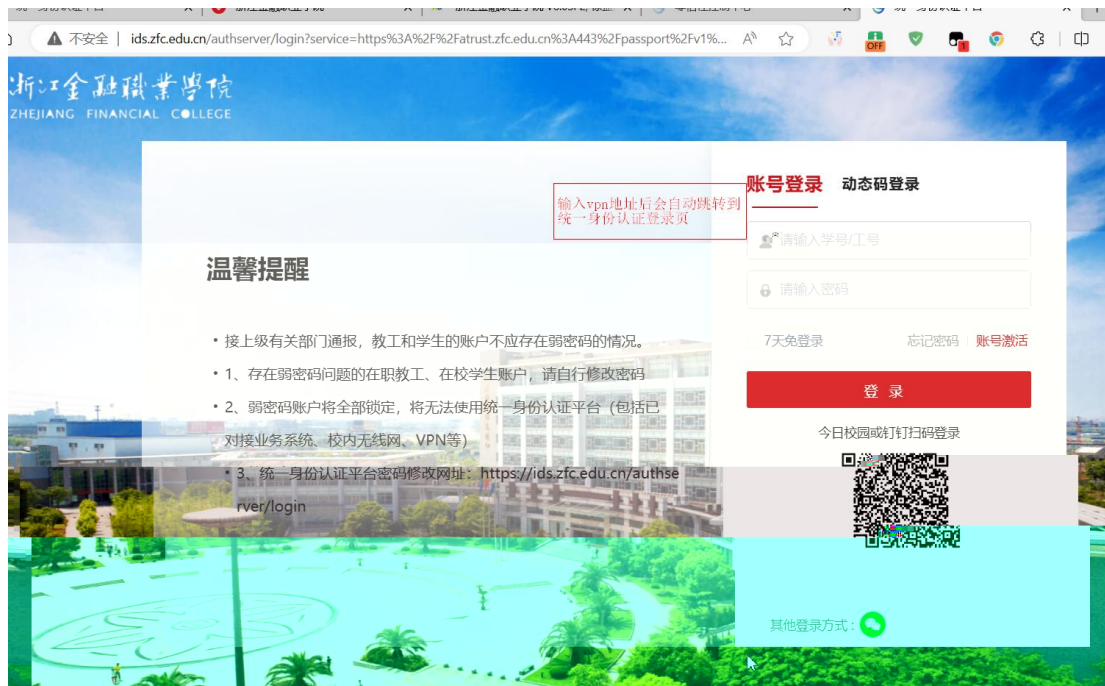 不安全 | ids.zfc.edu.cn/authserver/login?service=https%3A%2F%2Fatrust.zfc.edu.cn%3A443%2Fpassport%2Fv1%...
OFF
1
浙江金融職業學院
ZHEJIANG FINANCIAL COLLEGE
账号登录 动态码登录
输入vpn地址后会自动跳转到
统一身份认证登录页
请输入学号/工号
请输入密码
7天免登录 忘记密码 账号激活
登 录
今日校园或钉钉扫码登录
其他登录方式：
温馨提醒
• 接上级有关部门通报，教工和学生的账户不应存在弱密码的情况。
• 1、存在弱密码问题的在职教工、在校学生账户，请自行修改密码
• 2、弱密码账户将全部锁定，将无法使用统一身份认证平台（包括已
对接业务系统、校内无线网、VPN等）
• 3、统一身份认证平台密码修改网址：https://ids.zfc.edu.cn/authse
rver/login